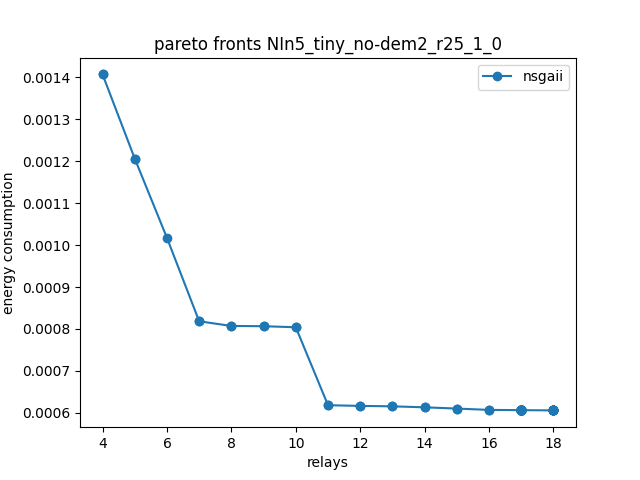 pareto fronts NIn5_tiny_no-dem2_r25_1_0
nsgaii
0.0014
0.0013
0.0012
0.0011
0.0010
0.0009
0.0008
0.0007
0.0006
energy consumption
4 6 8 10 12 14 16 18
relays